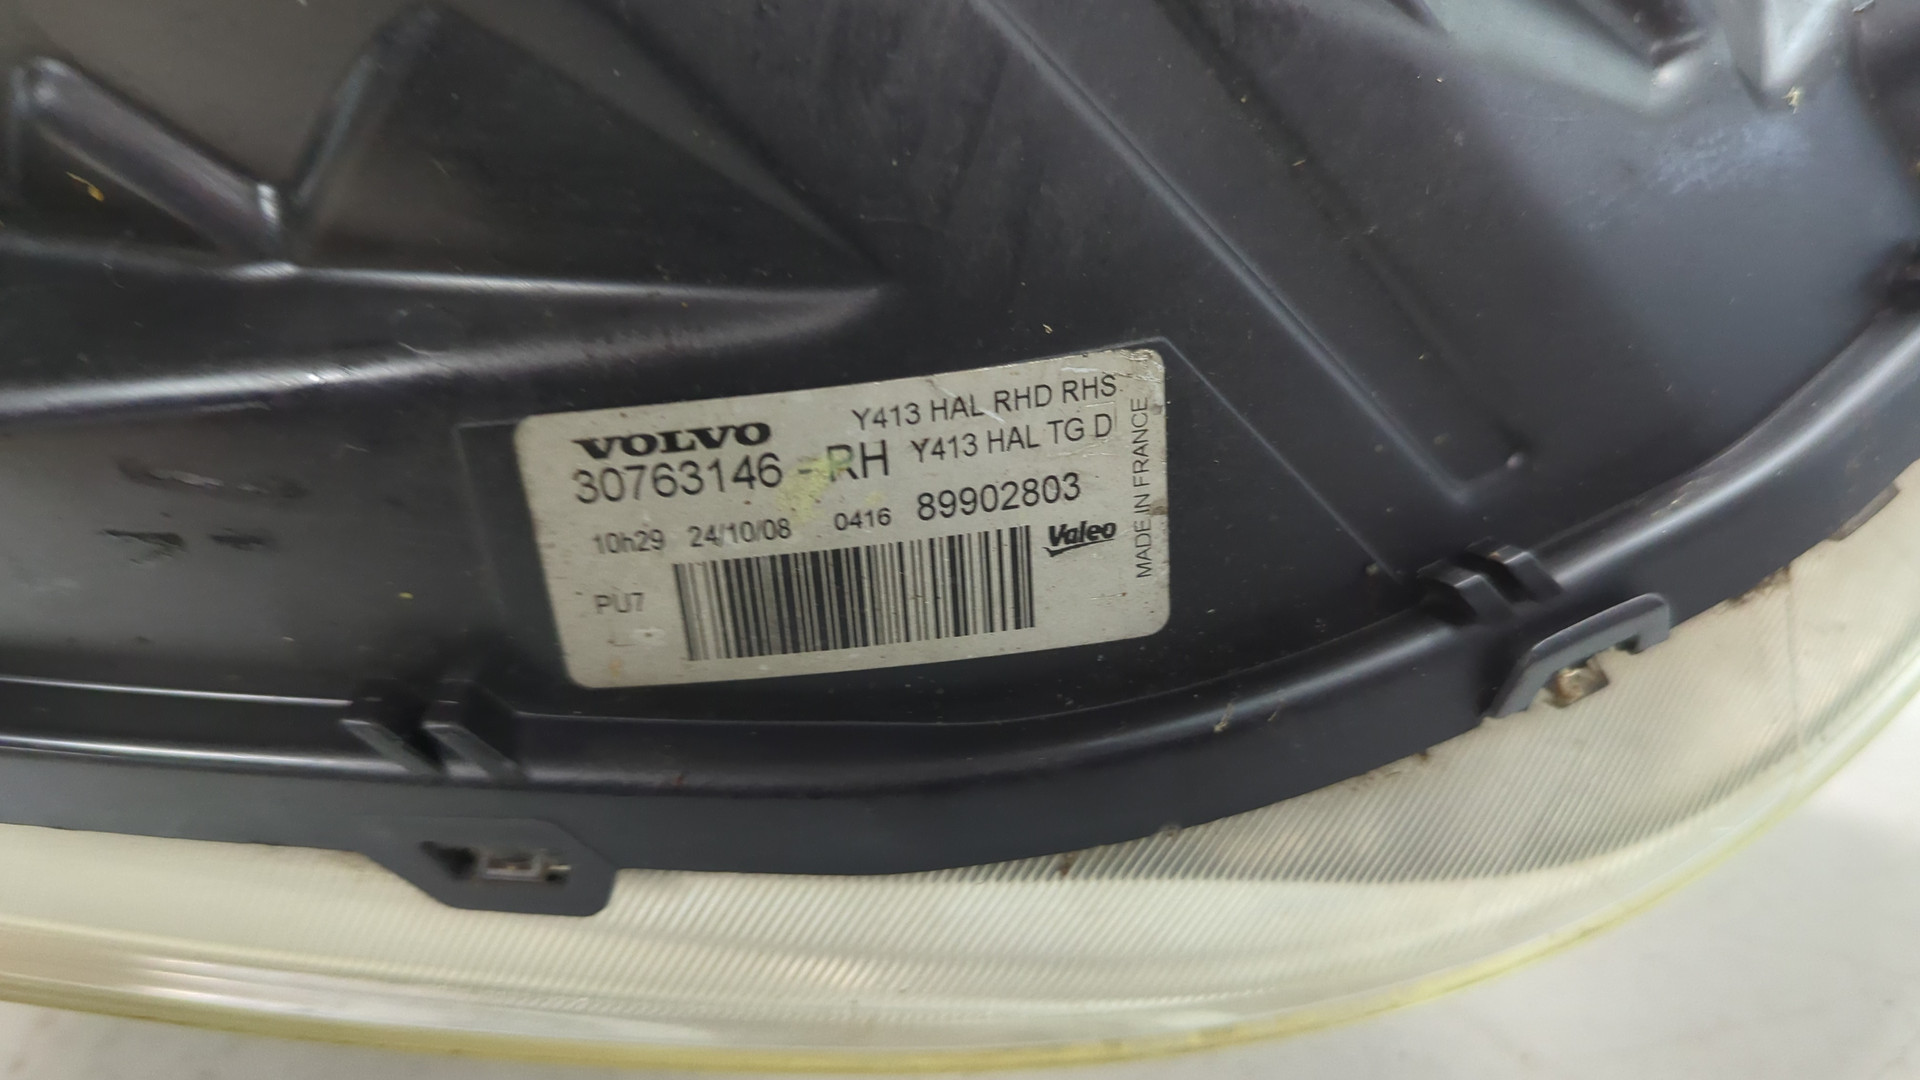 VOLVO
Y413 HAL RHD RHS
30763146 - RH Y413 HAL TG D
10h29 24/10/08 0416 89902803
Valeo
PU7
MADE IN FRANCE